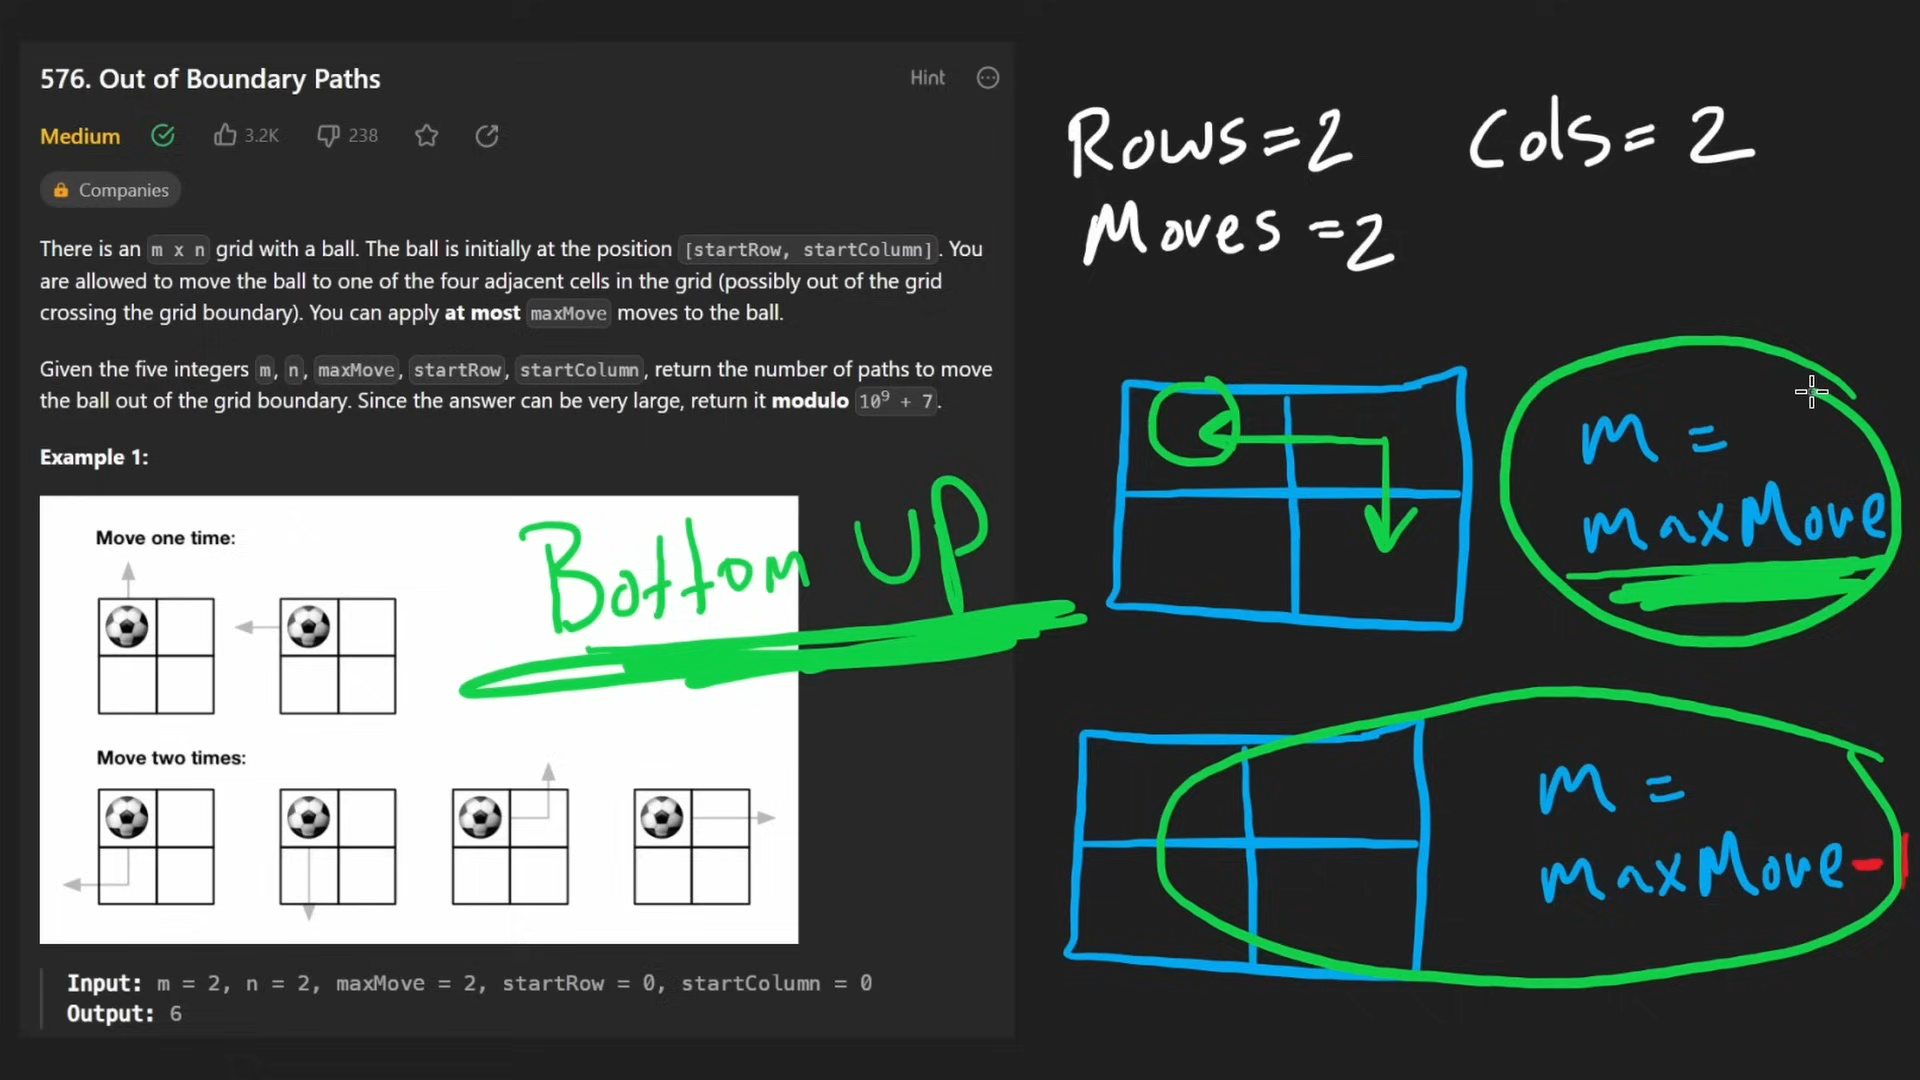 576. Out of Boundary Paths
Hint
Medium 3.2K 238
Companies
There is an m x n grid with a ball. The ball is initially at the position [startRow, startColumn]. You
are allowed to move the ball to one of the four adjacent cells in the grid (possibly out of the grid
crossing the grid boundary). You can apply at most maxMove moves to the ball.
Given the five integers m, n, maxMove, startRow, startColumn, return the number of paths to move
the ball out of the grid boundary. Since the answer can be very large, return it modulo 10⁹ + 7.
Example 1:
Move one time:
Move two times:
Bottom UP
Input: m = 2, n = 2, maxMove = 2, startRow = 0, startColumn = 0
Output: 6
Rows=2 Cols=2
Moves=2
m =
maxMove
m =
maxMove-1